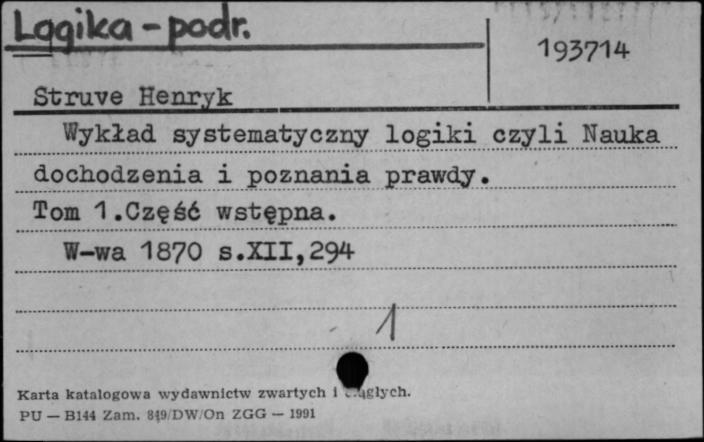 Logika - podr.
193714
Struve Henryk
Wykład systematyczny logiki czyli Nauka
dochodzenia i poznania prawdy.
Tom 1.Część wstępna.
W-wa 1870 s.XII,294
1
Karta katalogowa wydawnictw zwartych i ciągłych.
PU — B144 Zam. 849/DW/On ZGG — 1991